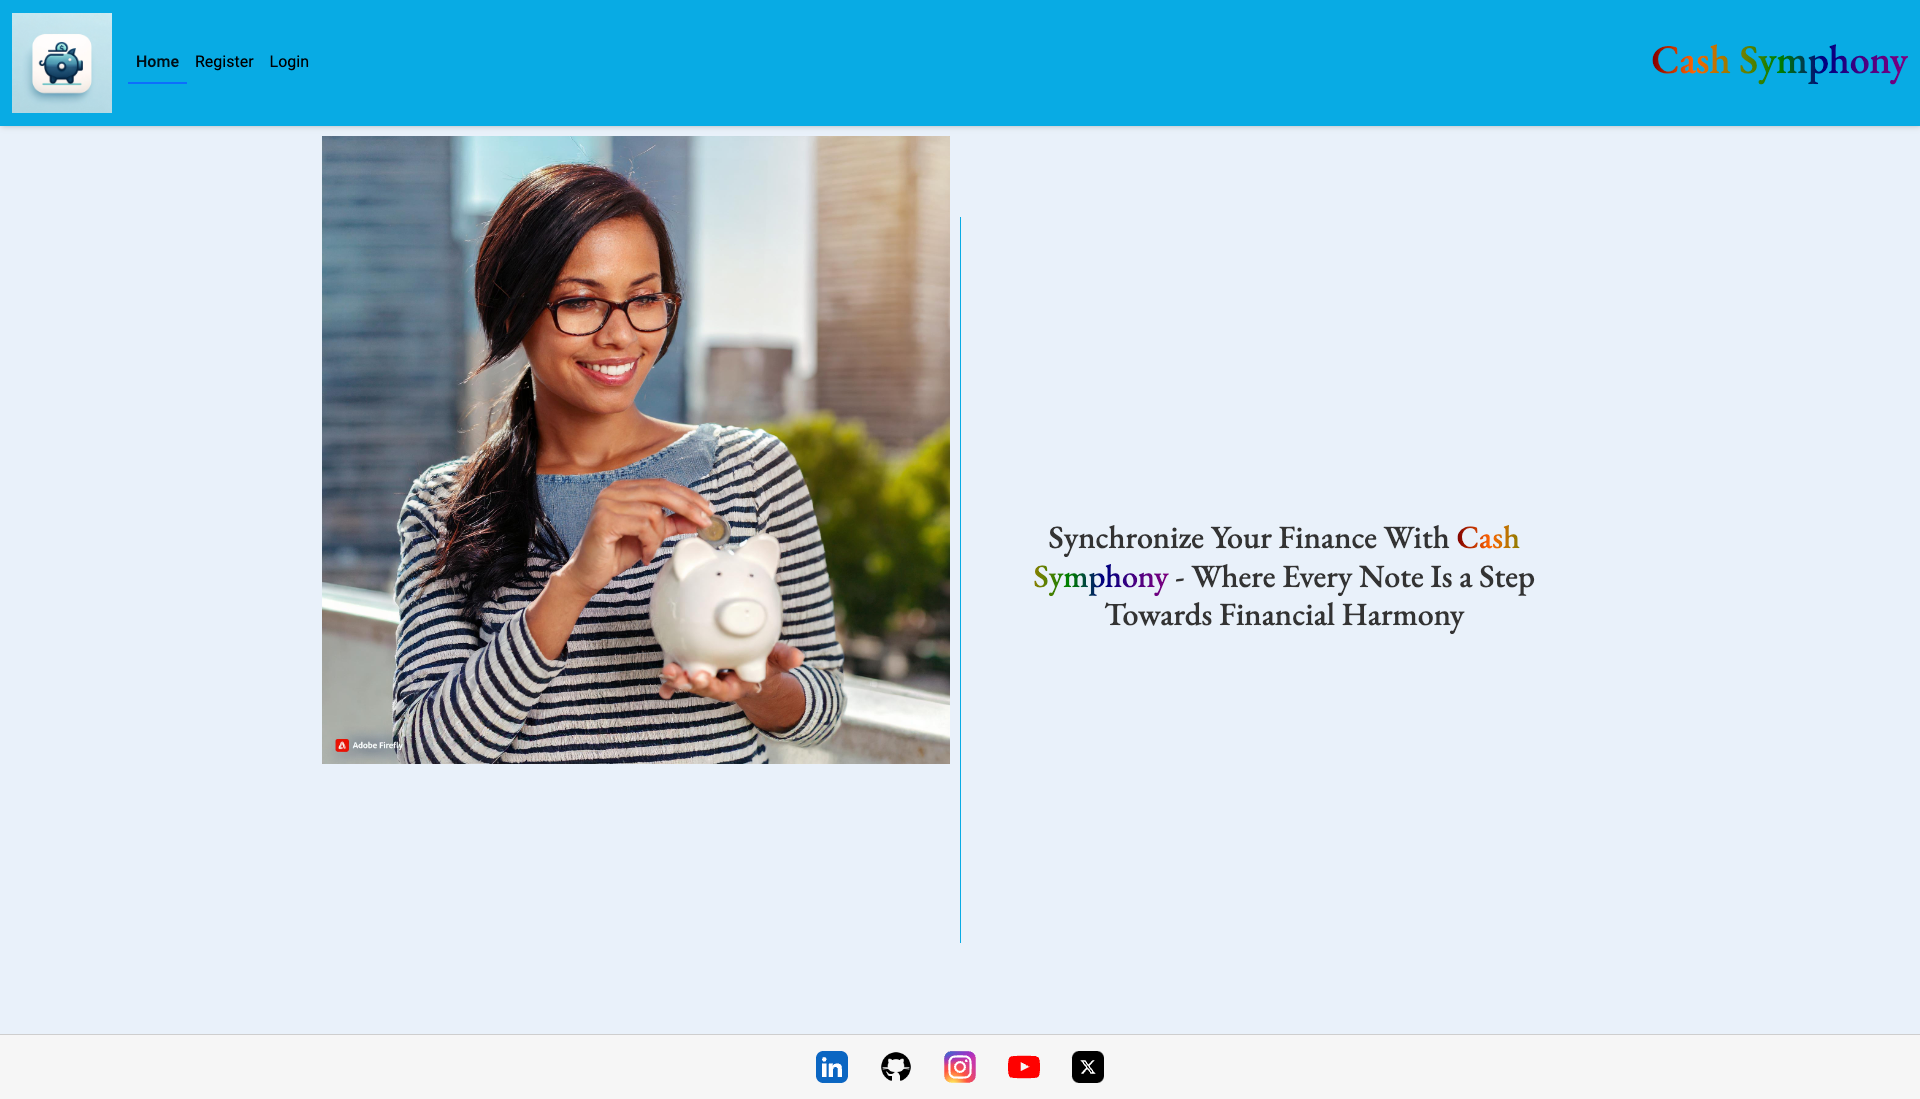 Home Register Login
Cash Symphony
Synchronize Your Finance With Cash
Symphony - Where Every Note Is a Step
Towards Financial Harmony
Adobe Firefly
in
X